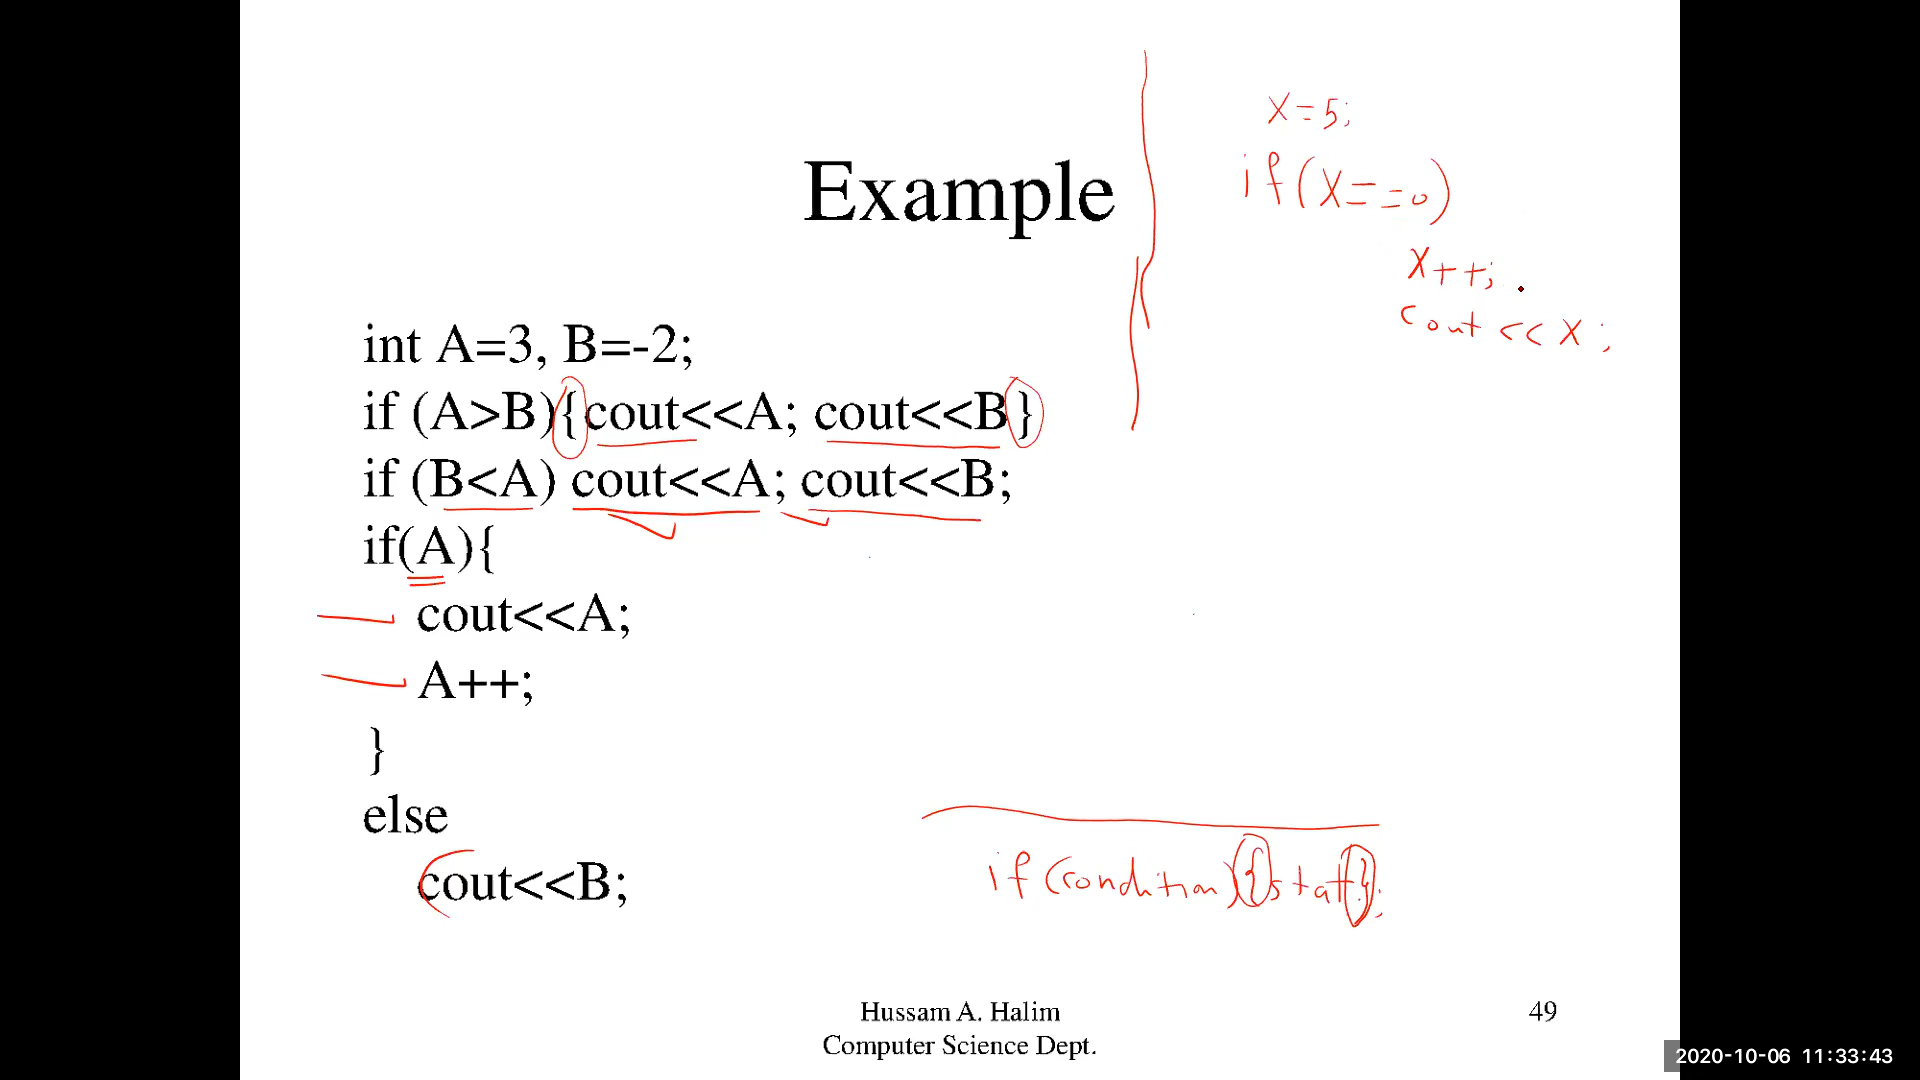 Example
int A=3, B=-2;
if (A>B){cout<<A; cout<<B}
if (B<A) cout<<A; cout<<B;
if(A){
cout<<A;
A++;
}
else
cout<<B;
x=5;
if(x==0)
x++;
cout<<x;
if(condition){stat};
Hussam A. Halim
Computer Science Dept.
49
2020-10-06 11:33:43